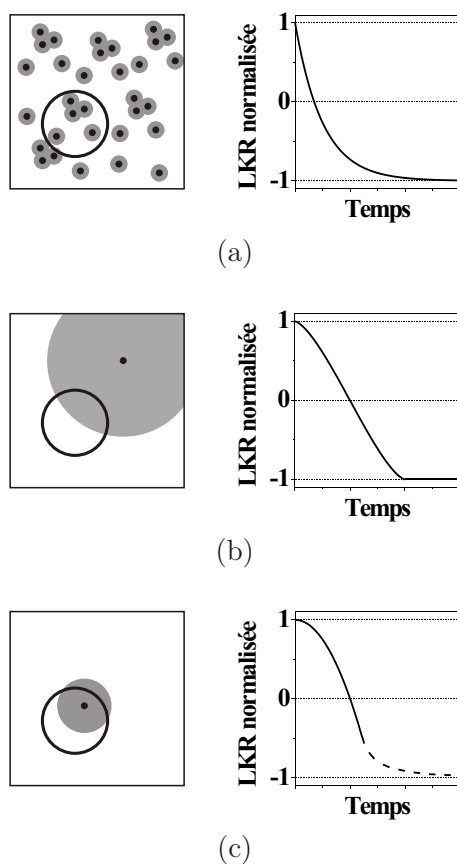 1
0
-1
LKR normalisée
Temps
(a)
1
0
-1
LKR normalisée
Temps
(b)
1
0
-1
LKR normalisée
Temps
(c)